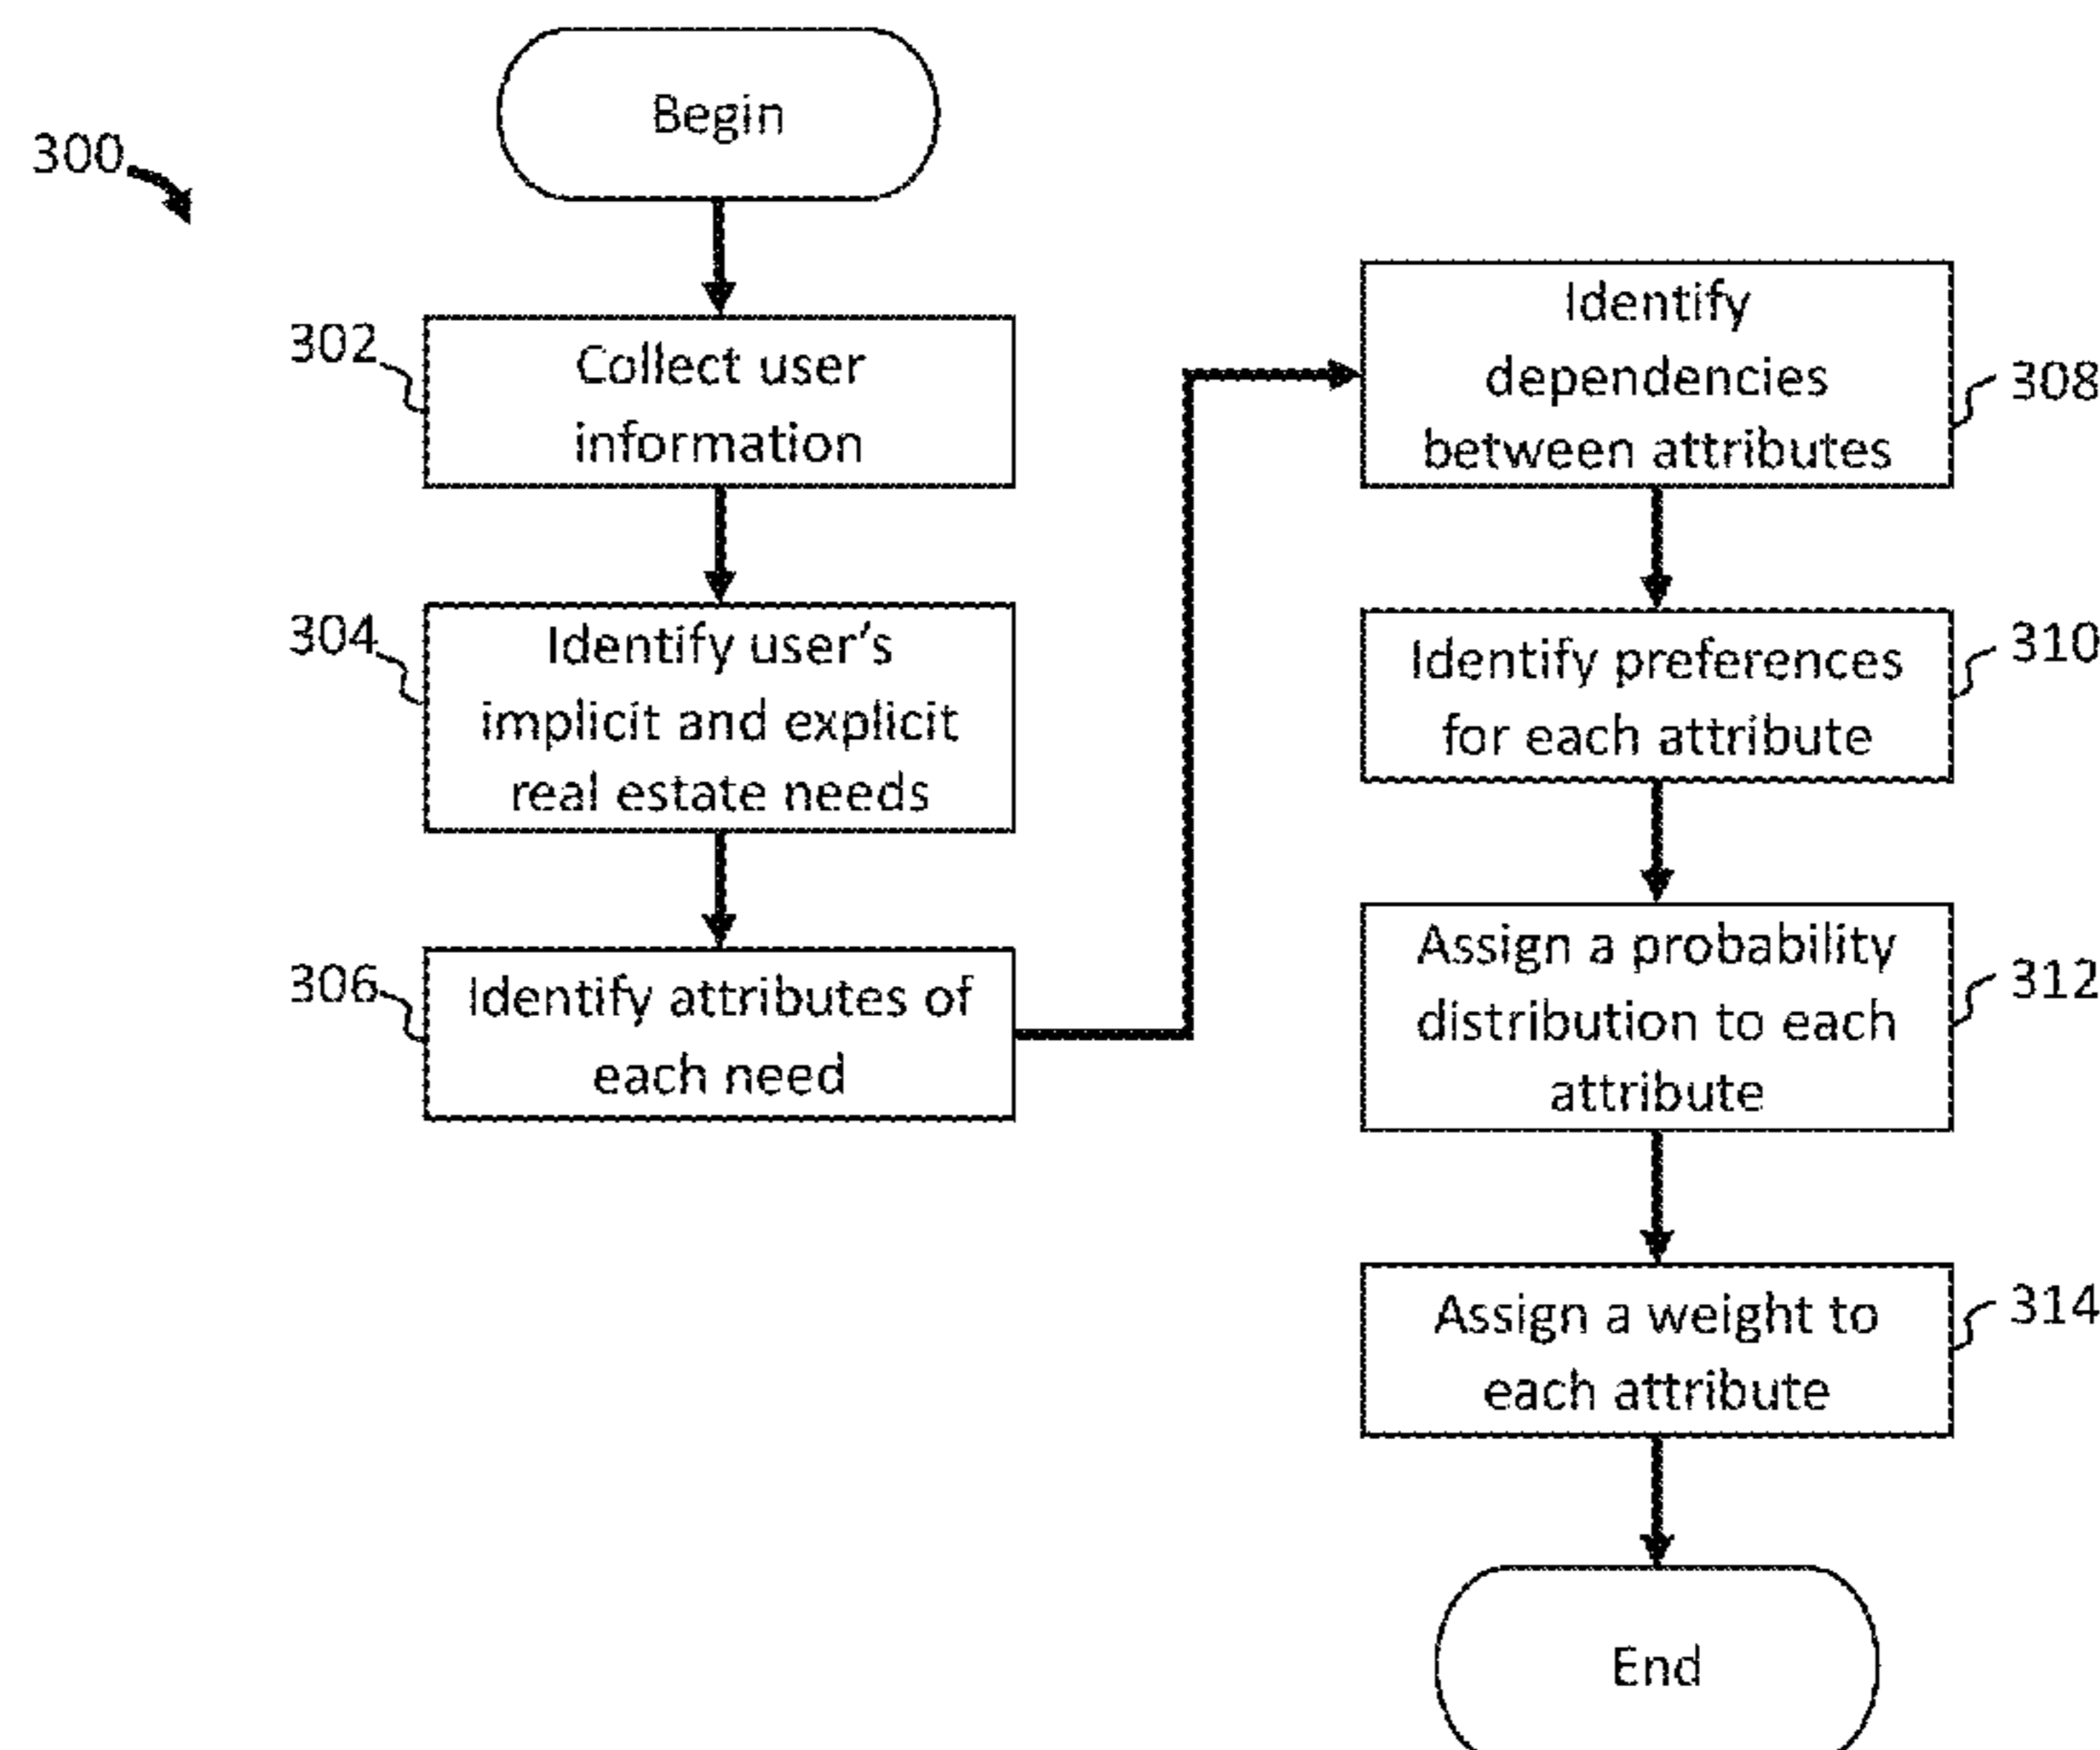 Begin
300
302
Collect user
information
304
Identify user's
implicit and explicit
real estate needs
306
Identify attributes of
each need
Identify
dependencies
between attributes
308
Identify preferences
for each attribute
310
Assign a probability
distribution to each
attribute
312
Assign a weight to
each attribute
314
End